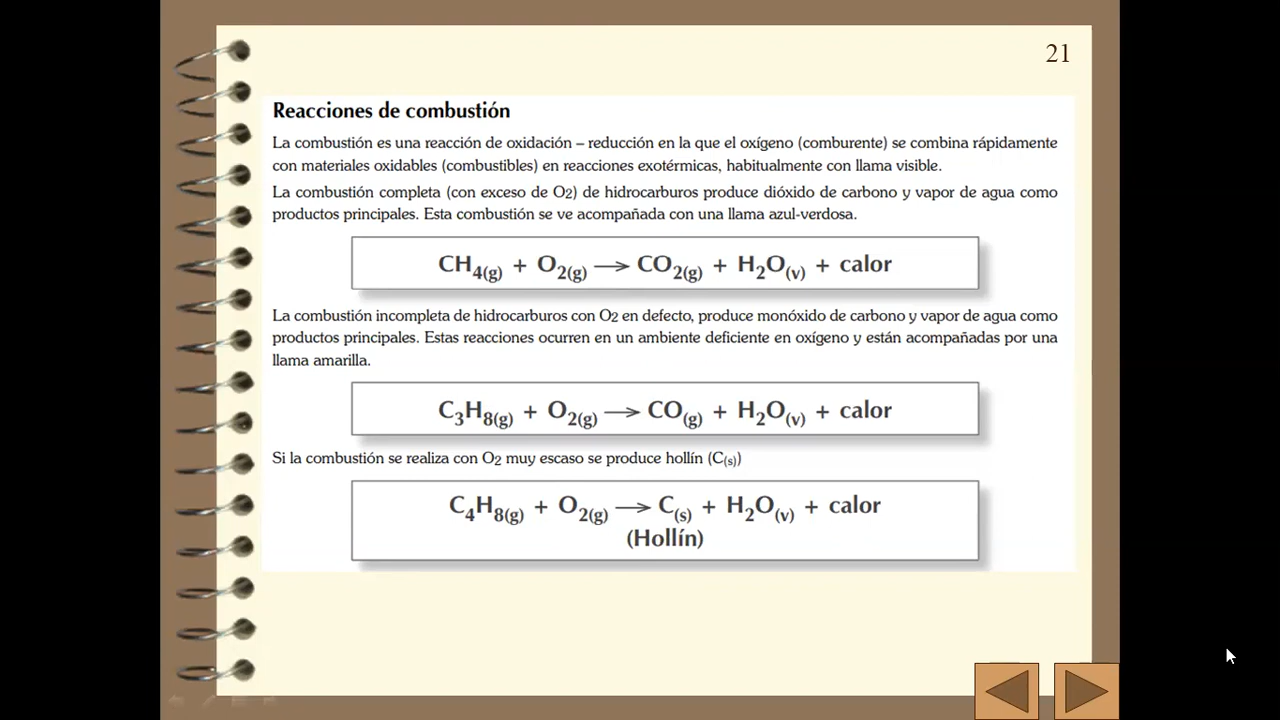 21
Reacciones de combustión
La combustión es una reacción de oxidación – reducción en la que el oxígeno (comburente) se combina rápidamente
con materiales oxidables (combustibles) en reacciones exotérmicas, habitualmente con llama visible.
La combustión completa (con exceso de O₂) de hidrocarburos produce dióxido de carbono y vapor de agua como
productos principales. Esta combustión se ve acompañada con una llama azul-verdosa.
CH₄(g) + O₂(g) → CO₂(g) + H₂O(v) + calor
La combustión incompleta de hidrocarburos con O₂ en defecto, produce monóxido de carbono y vapor de agua como
productos principales. Estas reacciones ocurren en un ambiente deficiente en oxígeno y están acompañadas por una
llama amarilla.
C₃H₈(g) + O₂(g) → CO(g) + H₂O(v) + calor
Si la combustión se realiza con O₂ muy escaso se produce hollín (C(s))
C₄H₈(g) + O₂(g) → C(s) + H₂O(v) + calor
(Hollín)